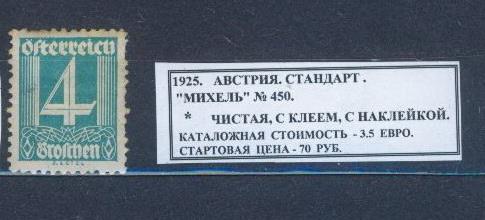 Österreich
4
Groschen
1925. АВСТРИЯ. СТАНДАРТ .
"МИХЕЛЬ" № 450.
* ЧИСТАЯ, С КЛЕЕМ, С НАКЛЕЙКОЙ.
КАТАЛОЖНАЯ СТОИМОСТЬ - 3.5 ЕВРО.
СТАРТОВАЯ ЦЕНА - 70 РУБ.